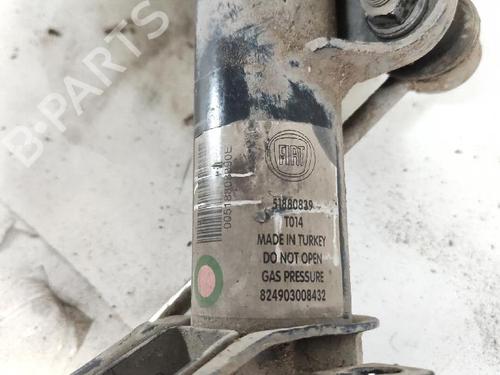 B-PARTS
FIAT
51880839
T014
MADE IN TURKEY
DO NOT OPEN
GAS PRESSURE
824903008432